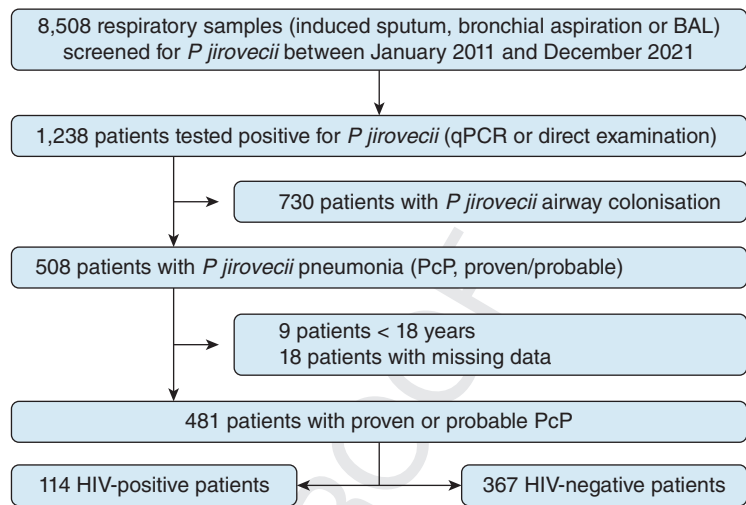 8,508 respiratory samples (induced sputum, bronchial aspiration or BAL)
screened for P jirovecii between January 2011 and December 2021
1,238 patients tested positive for P jirovecii (qPCR or direct examination)
730 patients with P jirovecii airway colonisation
508 patients with P jirovecii pneumonia (PcP, proven/probable)
9 patients < 18 years
18 patients with missing data
481 patients with proven or probable PcP
114 HIV-positive patients
367 HIV-negative patients